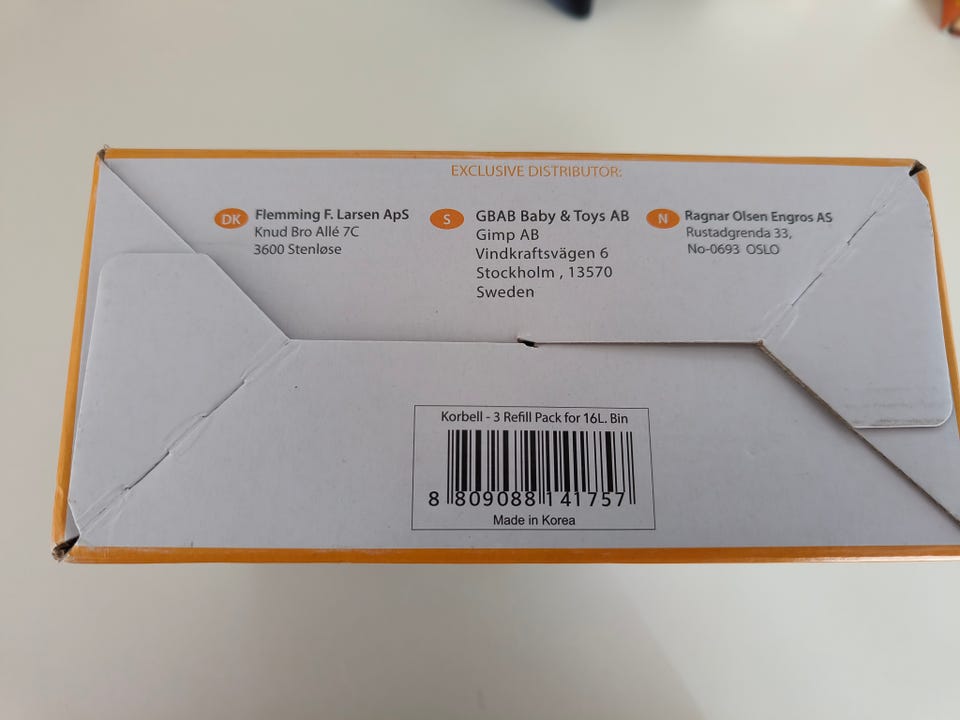 EXCLUSIVE DISTRIBUTOR:
DK
Flemming F. Larsen ApS
Knud Bro Allé 7C
3600 Stenløse
S
GBAB Baby & Toys AB
Gimp AB
Vindkraftsvägen 6
Stockholm , 13570
Sweden
N
Ragnar Olsen Engros AS
Rustadgrenda 33,
No-0693 OSLO
Korbell - 3 Refill Pack for 16L. Bin
8 809088 141757
Made in Korea